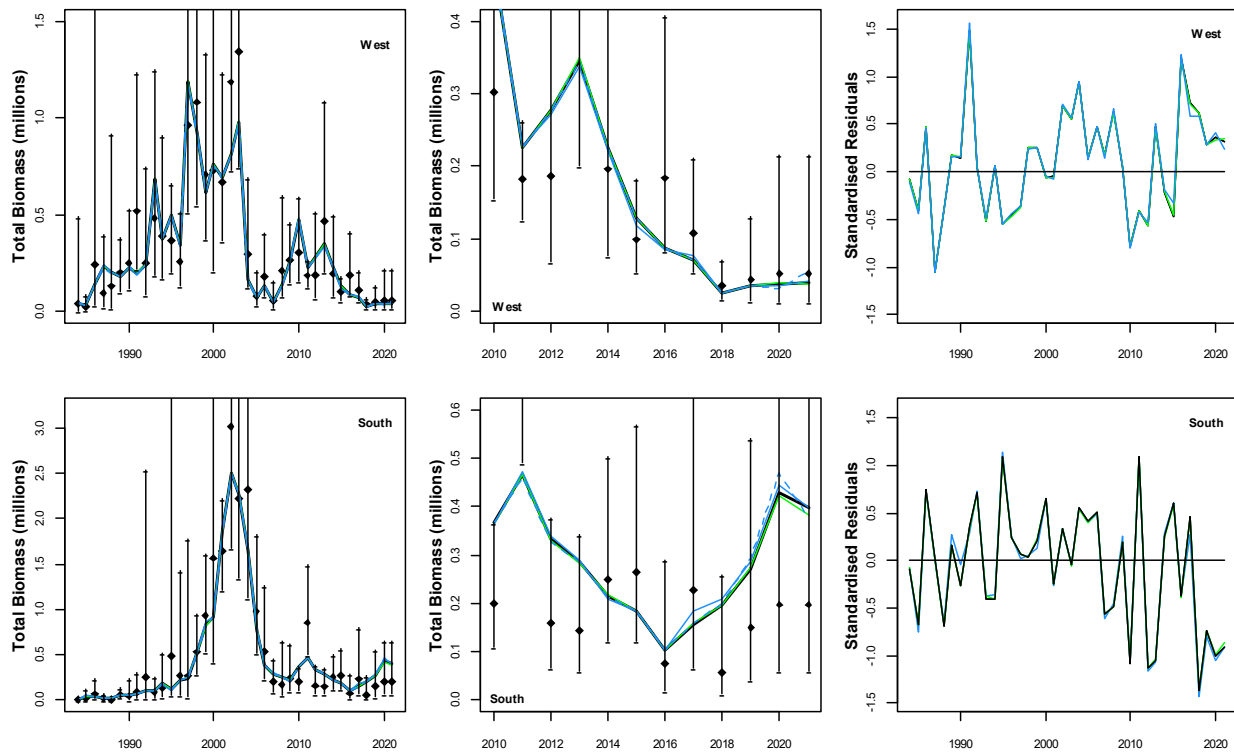 Total Biomass (millions)
0.0 0.5 1.0 1.5
West
1990 2000 2010 2020
Total Biomass (millions)
0.0 0.1 0.2 0.3 0.4
West
2010 2012 2014 2016 2018 2020
Standardised Residuals
-1.5 -1.0 -0.5 0.0 0.5 1.0 1.5
West
1990 2000 2010 2020
Total Biomass (millions)
0.0 0.5 1.0 1.5 2.0 2.5 3.0
South
1990 2000 2010 2020
Total Biomass (millions)
0.0 0.1 0.2 0.3 0.4 0.5 0.6
South
2010 2012 2014 2016 2018 2020
Standardised Residuals
-1.5 -1.0 -0.5 0.0 0.5 1.0 1.5
South
1990 2000 2010 2020